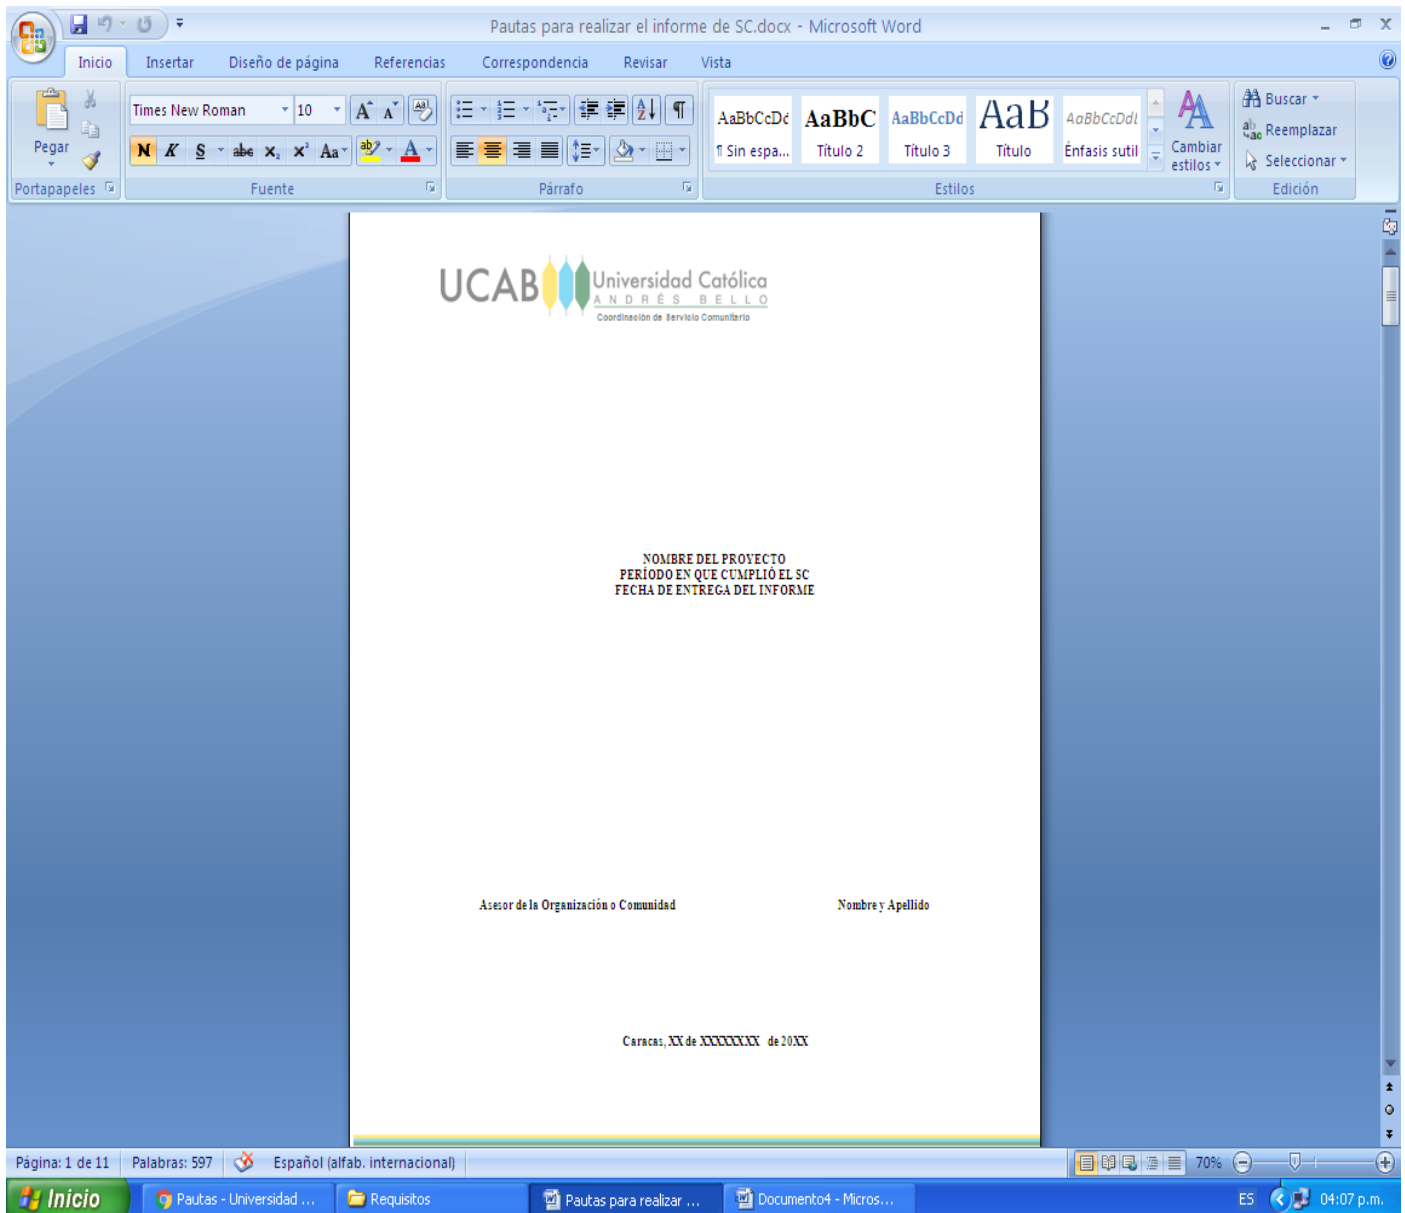 Pautas para realizar el informe de SC.docx - Microsoft Word
Inicio Insertar Diseño de página Referencias Correspondencia Revisar Vista
Times New Roman 10
Pegar
N K S abc x₂ x² Aa
AaBbCcDd AaBbC AaBbCcDd AaB AaBbCcDdL
¶ Sin espa... Título 2 Título 3 Título Énfasis sutil
Cambiar estilos
Buscar
Reemplazar
Seleccionar
Portapapeles Fuente Párrafo Estilos Edición
UCAB Universidad Católica
ANDRÉS BELLO
Coordinación de Servicio Comunitario
NOMBRE DEL PROYECTO
PERÍODO EN QUE CUMPLIÓ EL SC
FECHA DE ENTREGA DEL INFORME
Asesor de la Organización o Comunidad Nombre y Apellido
Caracas, XX de XXXXXXXX de 20XX
Página: 1 de 11 Palabras: 597 Español (alfab. internacional) 70%
Inicio Pautas - Universidad ... Requisitos Pautas para realizar ... Documento4 - Micros... ES 04:07 p.m.